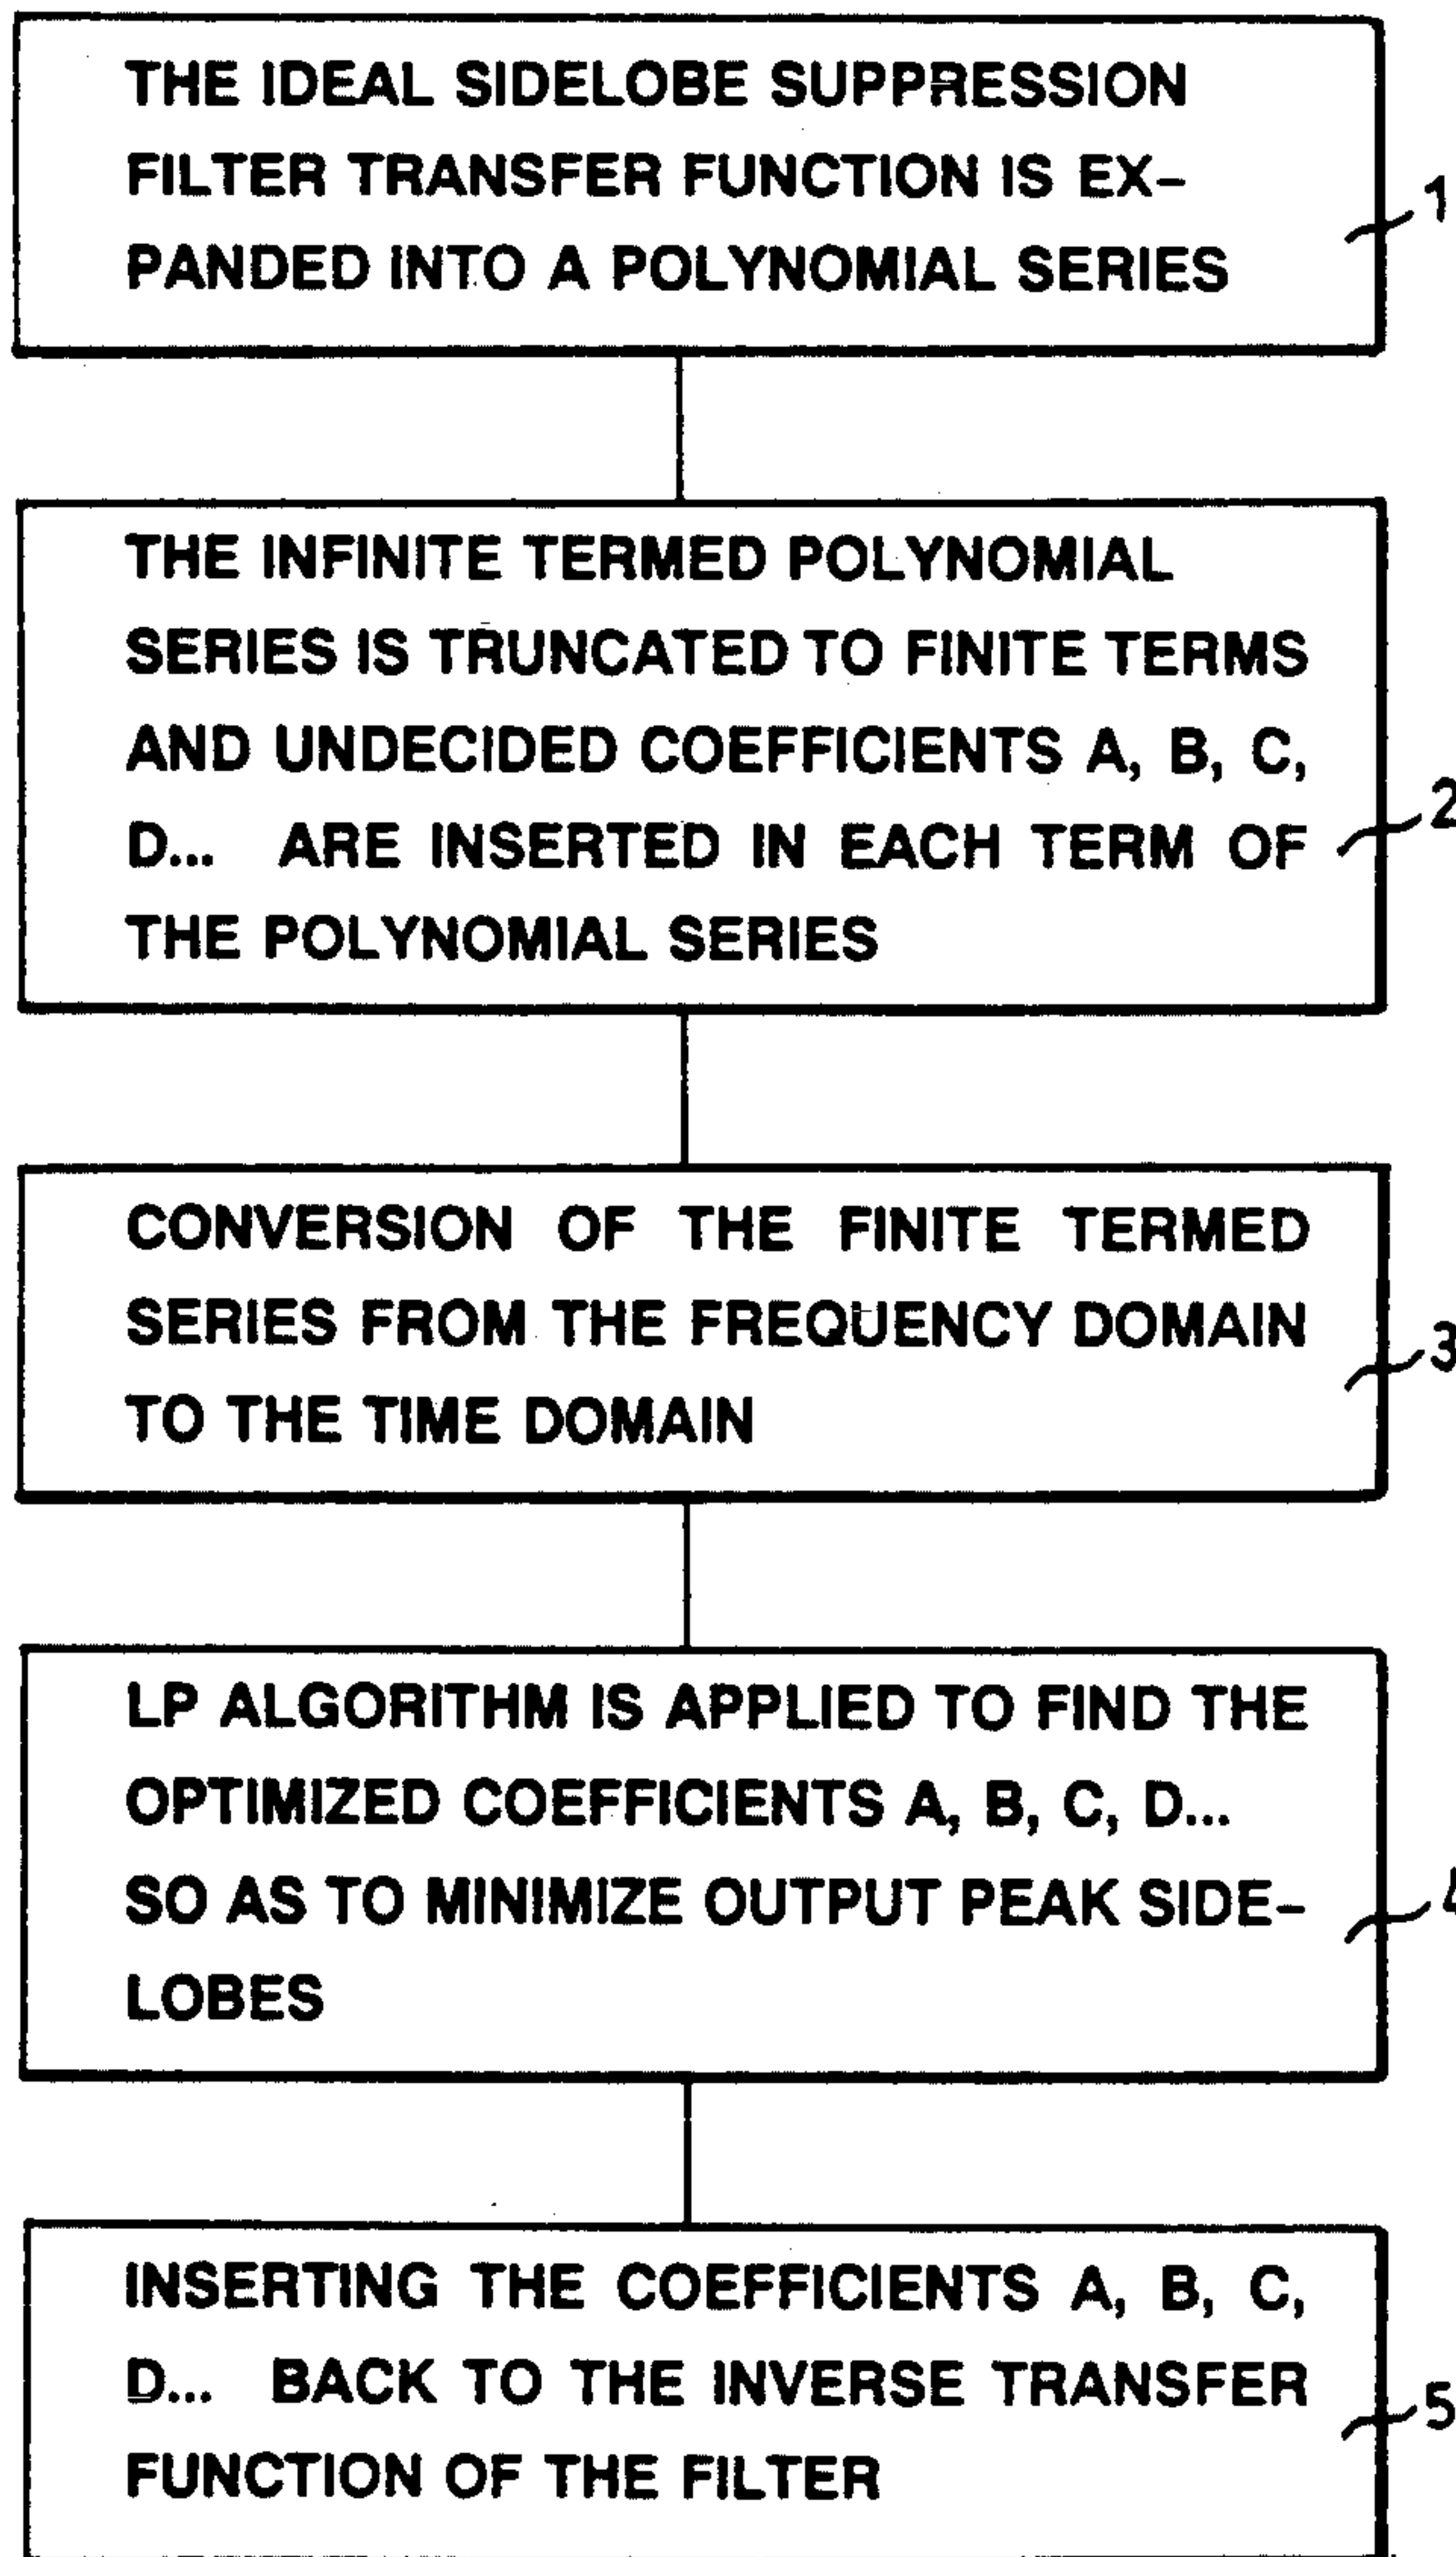 THE IDEAL SIDELOBE SUPPRESSION
FILTER TRANSFER FUNCTION IS EX-
PANDED INTO A POLYNOMIAL SERIES
1
THE INFINITE TERMED POLYNOMIAL
SERIES IS TRUNCATED TO FINITE TERMS
AND UNDECIDED COEFFICIENTS A, B, C,
D... ARE INSERTED IN EACH TERM OF
THE POLYNOMIAL SERIES
2
CONVERSION OF THE FINITE TERMED
SERIES FROM THE FREQUENCY DOMAIN
TO THE TIME DOMAIN
3
LP ALGORITHM IS APPLIED TO FIND THE
OPTIMIZED COEFFICIENTS A, B, C, D...
SO AS TO MINIMIZE OUTPUT PEAK SIDE-
LOBES
4
INSERTING THE COEFFICIENTS A, B, C,
D... BACK TO THE INVERSE TRANSFER
FUNCTION OF THE FILTER
5